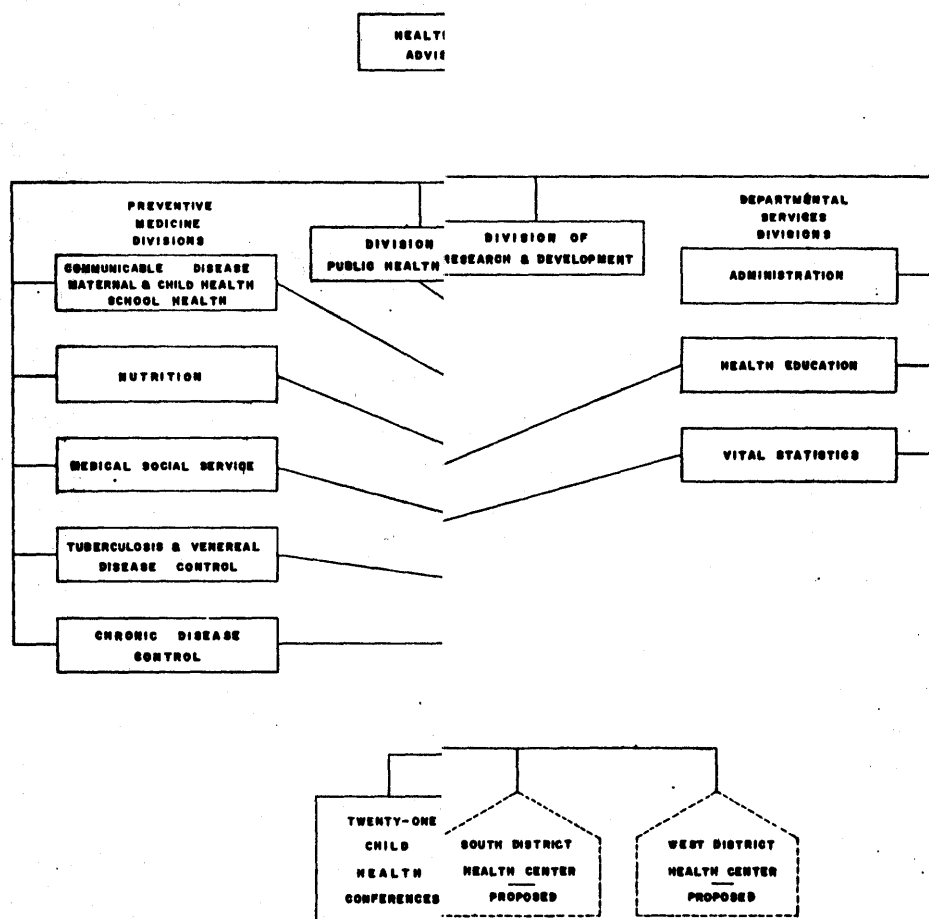 HEALTH
ADVIS
PREVENTIVE
MEDICINE
DIVISIONS
COMMUNICABLE DISEASE
MATERNAL & CHILD HEALTH
SCHOOL HEALTH
NUTRITION
MEDICAL SOCIAL SERVICE
TUBERCULOSIS & VENEREAL
DISEASE CONTROL
CHRONIC DISEASE
CONTROL
DIVISION
PUBLIC HEALTH
DIVISION OF
RESEARCH & DEVELOPMENT
DEPARTMENTAL
SERVICES
DIVISIONS
ADMINISTRATION
HEALTH EDUCATION
VITAL STATISTICS
TWENTY-ONE
CHILD
HEALTH
CONFERENCES
SOUTH DISTRICT
HEALTH CENTER
PROPOSED
WEST DISTRICT
HEALTH CENTER
PROPOSED